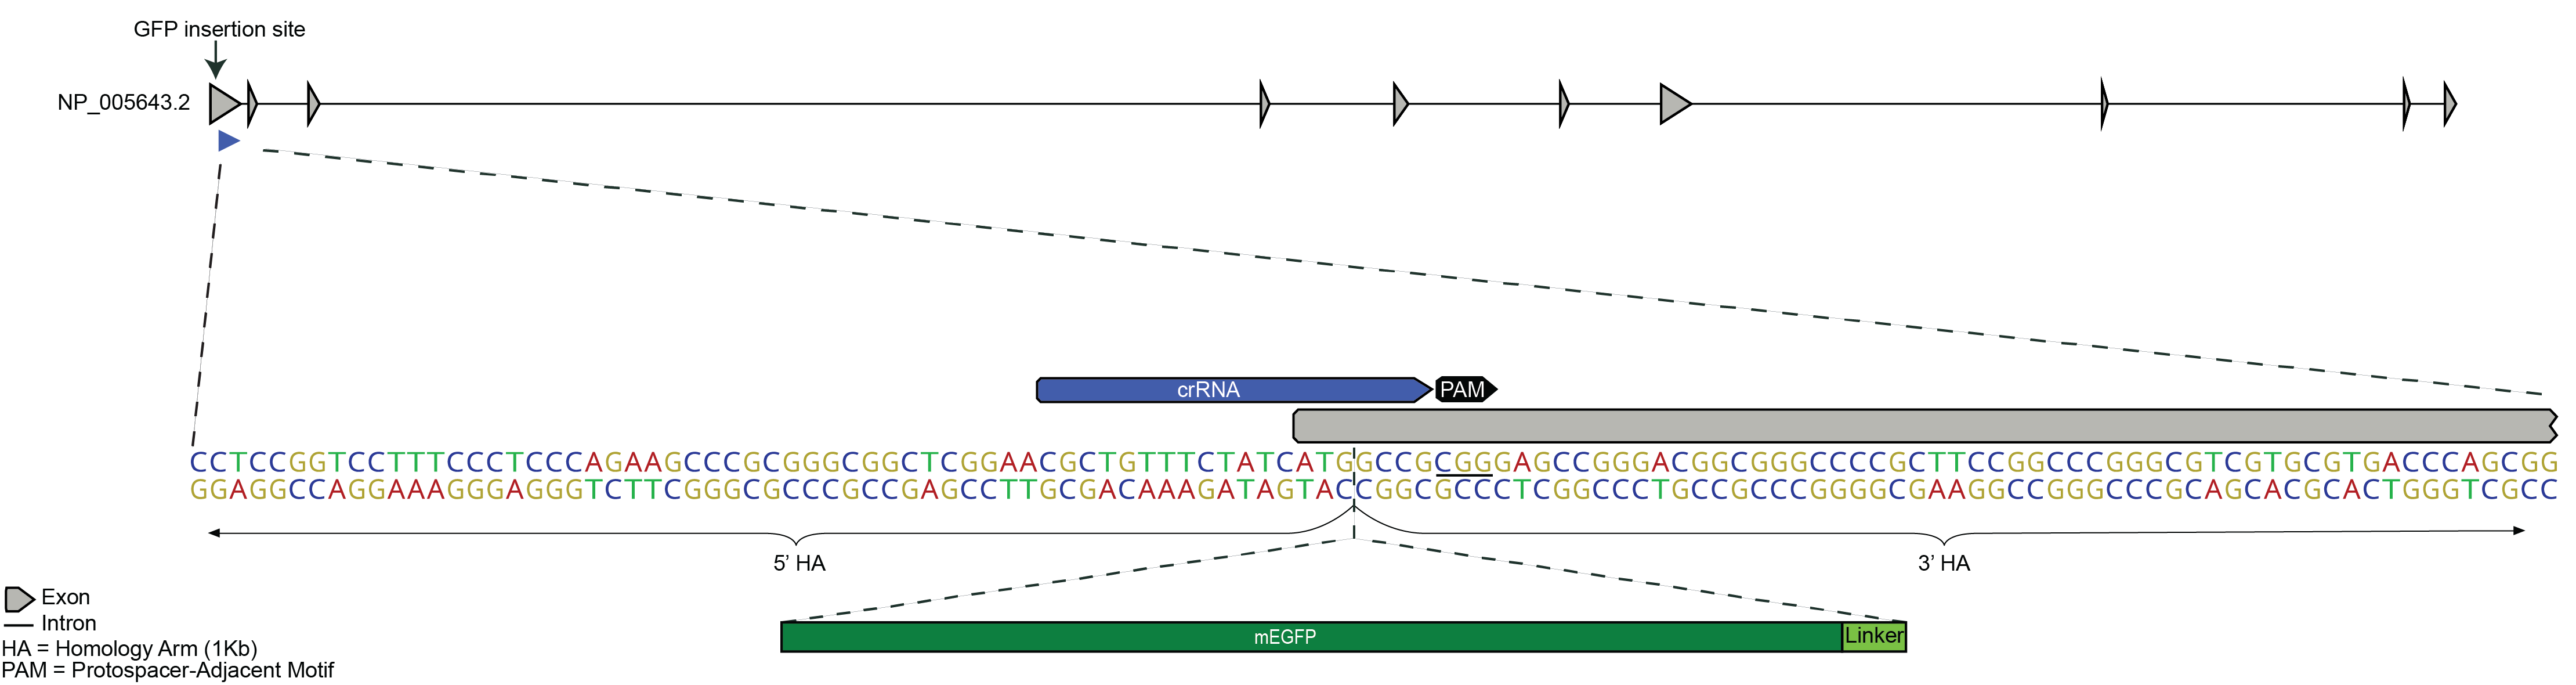 GFP insertion site
NP_005643.2
crRNA
PAM
CCTCCGGTCCTTTCCCTCCCAGAAGCCCGCGGGCGGCTCGGAACGCTGTTTCTATCATGGCCGCGGGAGCCGGGACGGCGGGCCCCGCTTCCGGCCCGGGCGTCGTGCGTGACCCAGCGG
GGAGGCCAGGAAAGGGAGGGTCTTCGGGCGCCCGCCGAGCCTTGCGACAAAGATAGTACCGGCGCCCTCGGCCCTGCCGCCCGGGGCGAAGGCCGGGCCCGCAGCACGCACTGGGTCGCC
5’ HA
3’ HA
mEGFP
Linker
Exon
Intron
HA = Homology Arm (1Kb)
PAM = Protospacer-Adjacent Motif